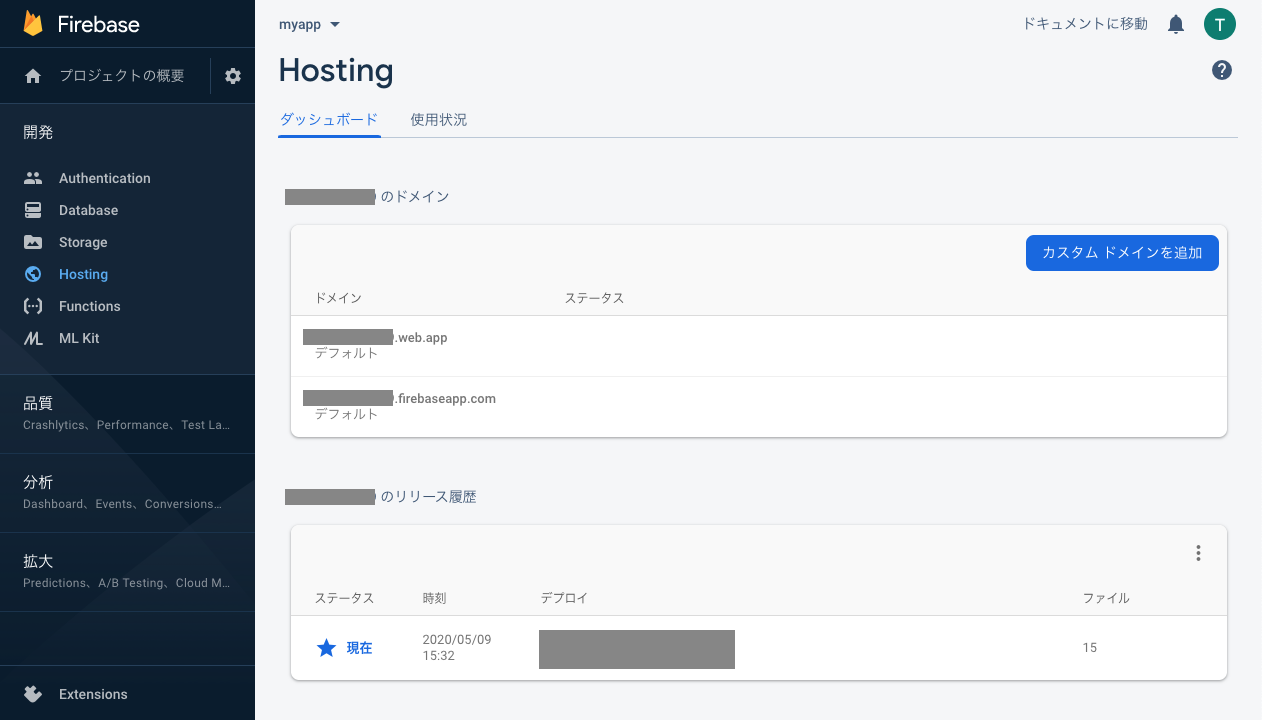 Firebase
プロジェクトの概要
開発
Authentication
Database
Storage
Hosting
Functions
ML Kit
品質
Crashlytics、Performance、Test La…
分析
Dashboard、Events、Conversions…
拡大
Predictions、A/B Testing、Cloud M…
Extensions
myapp
ドキュメントに移動
T
Hosting
ダッシュボード 使用状況
のドメイン
カスタム ドメインを追加
ドメイン ステータス
.web.app
デフォルト
.firebaseapp.com
デフォルト
のリリース履歴
ステータス 時刻 デプロイ ファイル
現在 2020/05/09 15
15:32